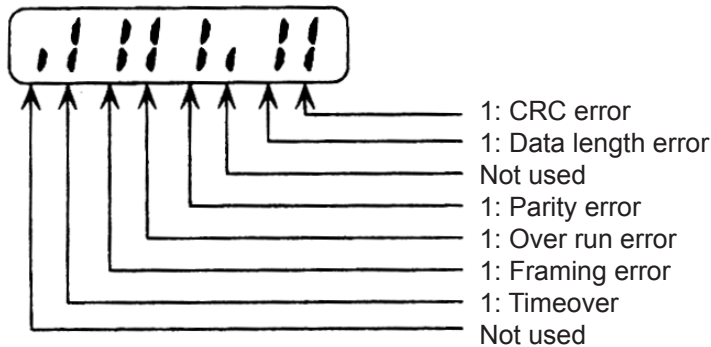 1: CRC error
1: Data length error
Not used
1: Parity error
1: Over run error
1: Framing error
1: Timeover
Not used